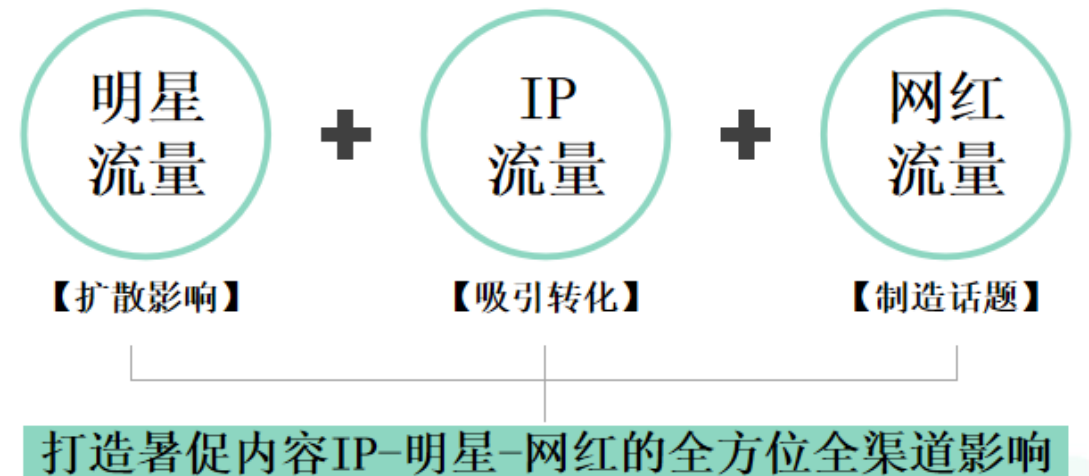 明星
流量
IP
流量
网红
流量
【扩散影响】
【吸引转化】
【制造话题】
打造暑促内容IP-明星-网红的全方位全渠道影响